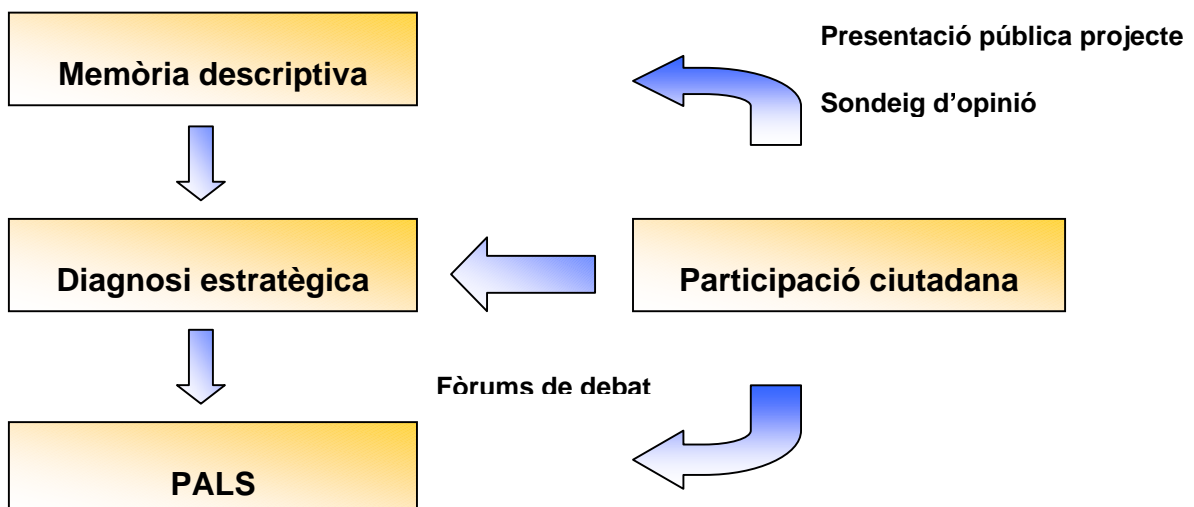 Presentació pública projecte
Memòria descriptiva
Sondeig d’opinió
Diagnosi estratègica
Participació ciutadana
Fòrums de debat
PALS